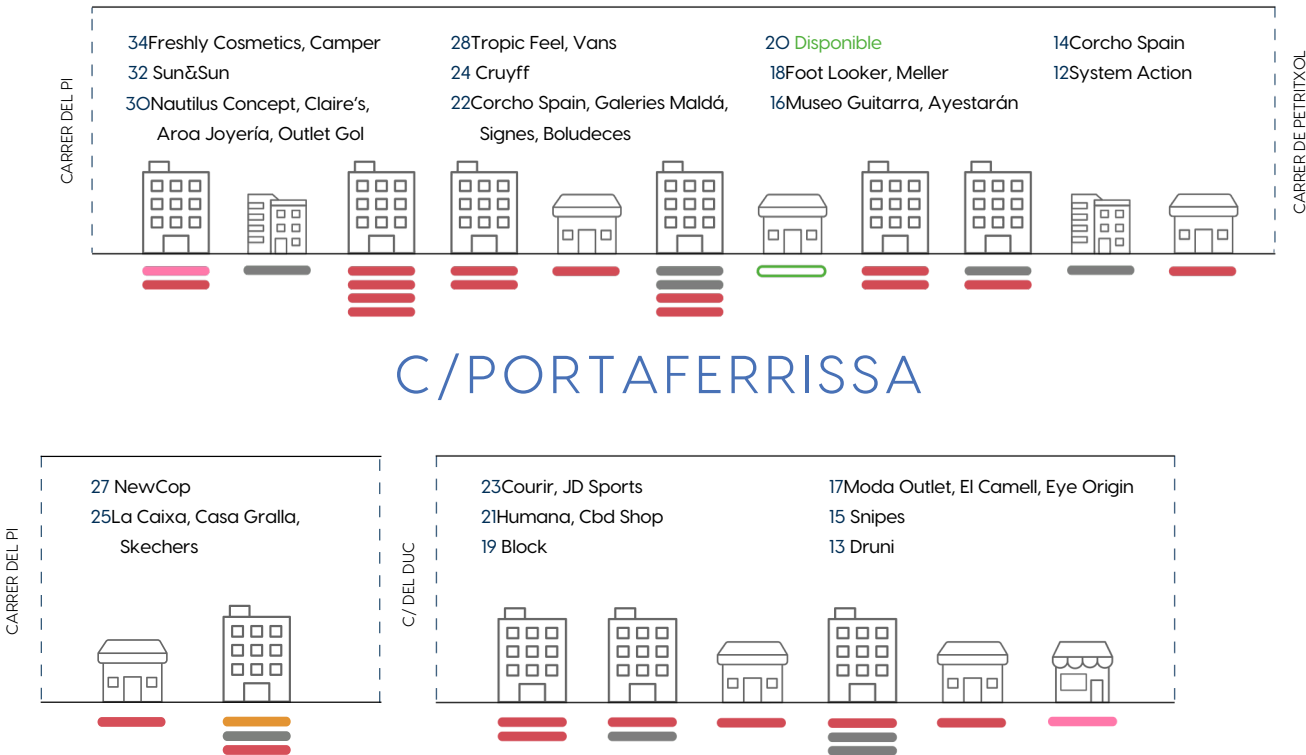 CARRER DEL PI
34Freshly Cosmetics, Camper
32 Sun&Sun
30Nautilus Concept, Claire's,
Aroa Joyería, Outlet Gol
28Tropic Feel, Vans
24 Cruyff
22Corcho Spain, Galeries Maldá,
Signes, Boludeces
20 Disponible
18Foot Looker, Meller
16Museo Guitarra, Ayestarán
14Corcho Spain
12System Action
CARRER DE PETRITXOL
C/PORTAFERRISSA
CARRER DEL PI
27 NewCop
25La Caixa, Casa Gralla,
Skechers
C/ DEL DUC
23Courir, JD Sports
21Humana, Cbd Shop
19 Block
17Moda Outlet, El Camell, Eye Origin
15 Snipes
13 Druni